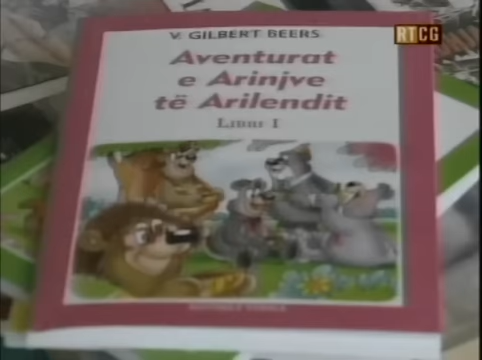 RTCG
V. GILBERT BEERS
Aventurat
e Arinjve
të Arilendit
LIBRI I